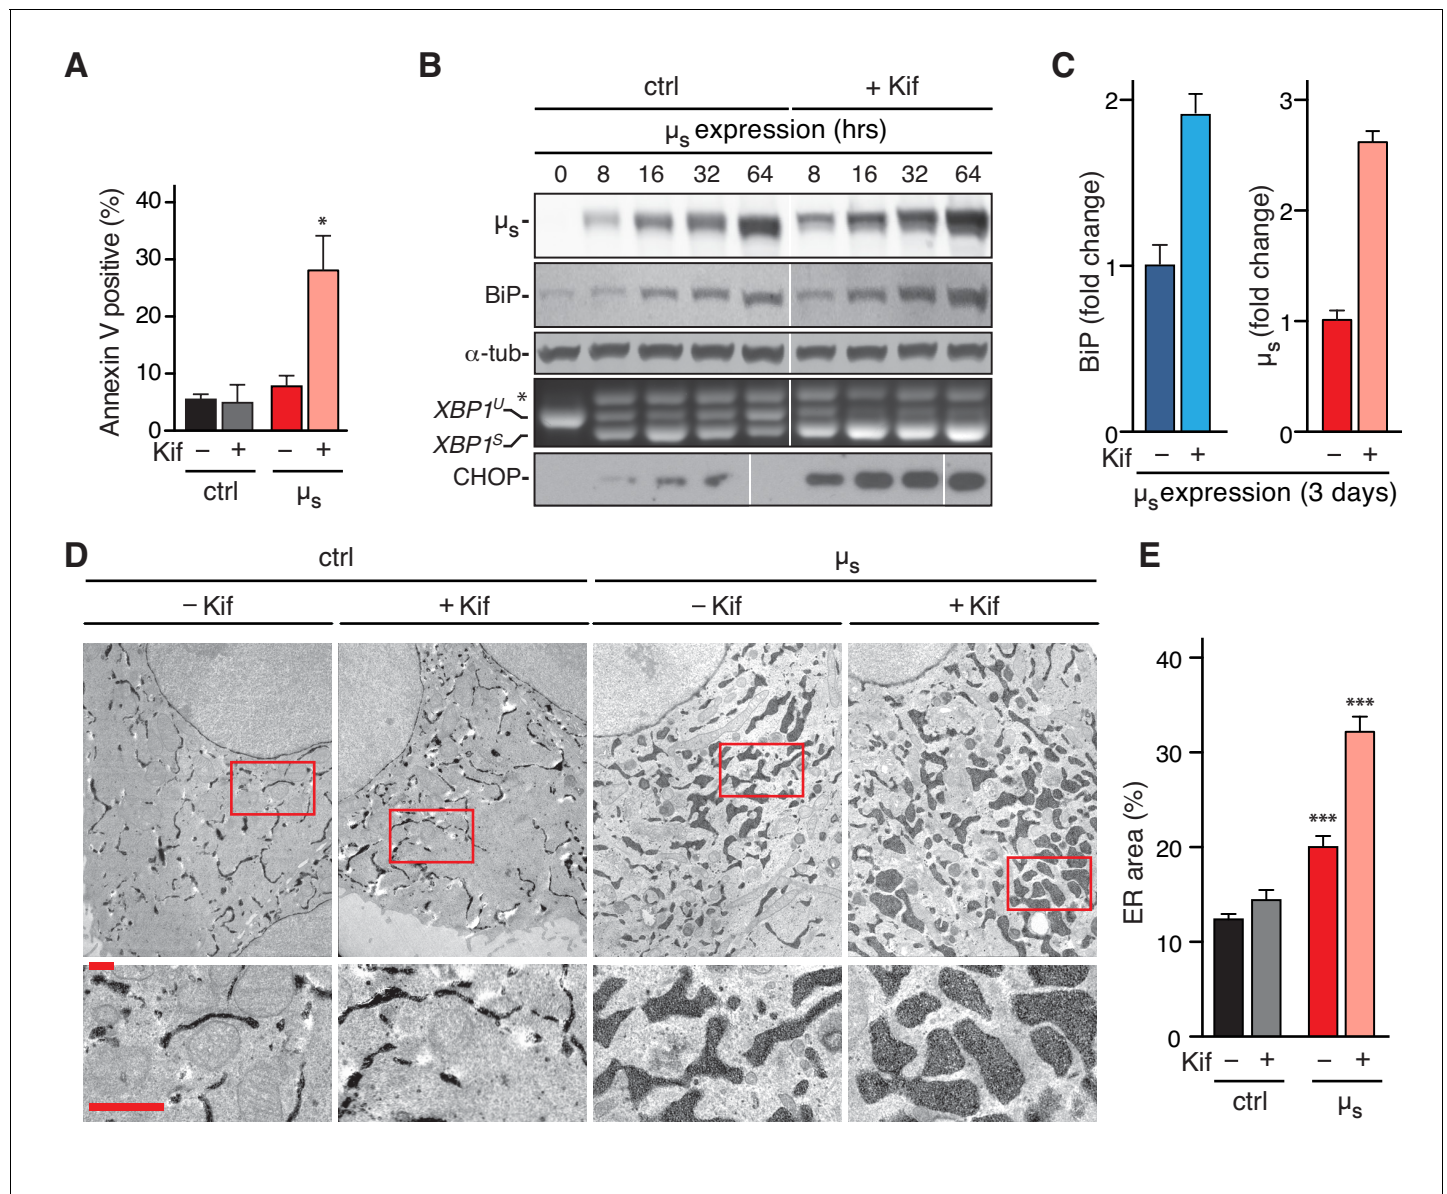 A
Annexin V positive (%)
40
30
20
10
0
*
Kif – + – +
ctrl μs
B
ctrl + Kif
μs expression (hrs)
0 8 16 32 64 8 16 32 64
μs-
BiP-
α-tub-
*
XBP1U
XBP1S
CHOP-
C
BiP (fold change)
2
1
0
μs (fold change)
3
2
1
0
Kif – + – +
μs expression (3 days)
D
ctrl μs
– Kif + Kif – Kif + Kif
E
ER area (%)
40
30
20
10
0
***
***
Kif – + – +
ctrl μs